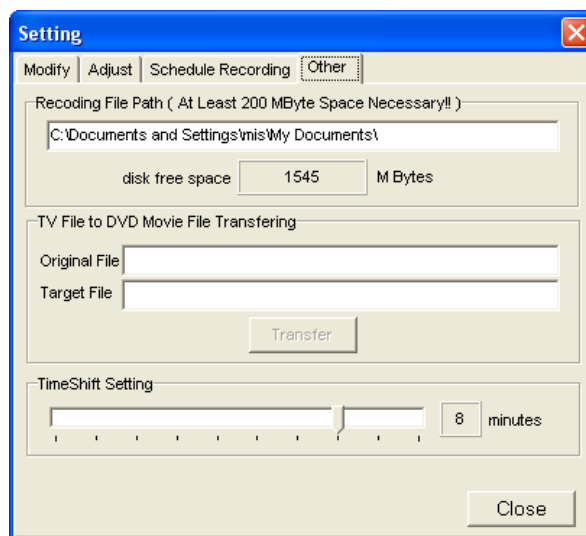 Setting
Modify Adjust Schedule Recording Other
Recoding File Path ( At Least 200 MByte Space Necessary!! )
C:\Documents and Settings\mis\My Documents\
disk free space 1545 M Bytes
TV File to DVD Movie File Transfering
Original File
Target File
Transfer
TimeShift Setting
8 minutes
Close